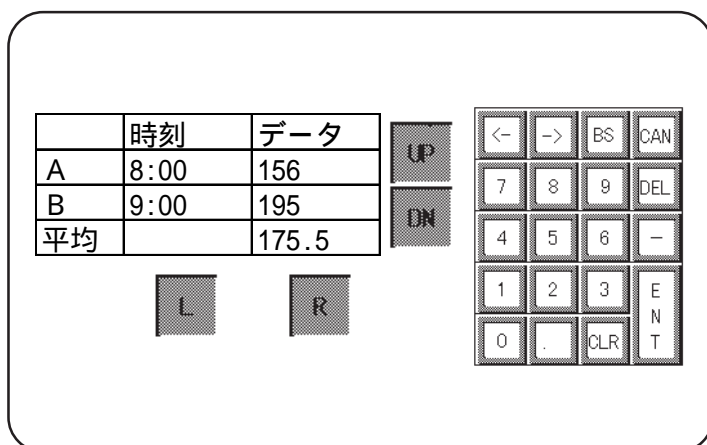 時刻 データ
A 8:00 156
B 9:00 195
平均 175.5
UP
DN
L R
<- -> BS CAN
7 8 9 DEL
4 5 6 -
1 2 3 ENT
0 . CLR